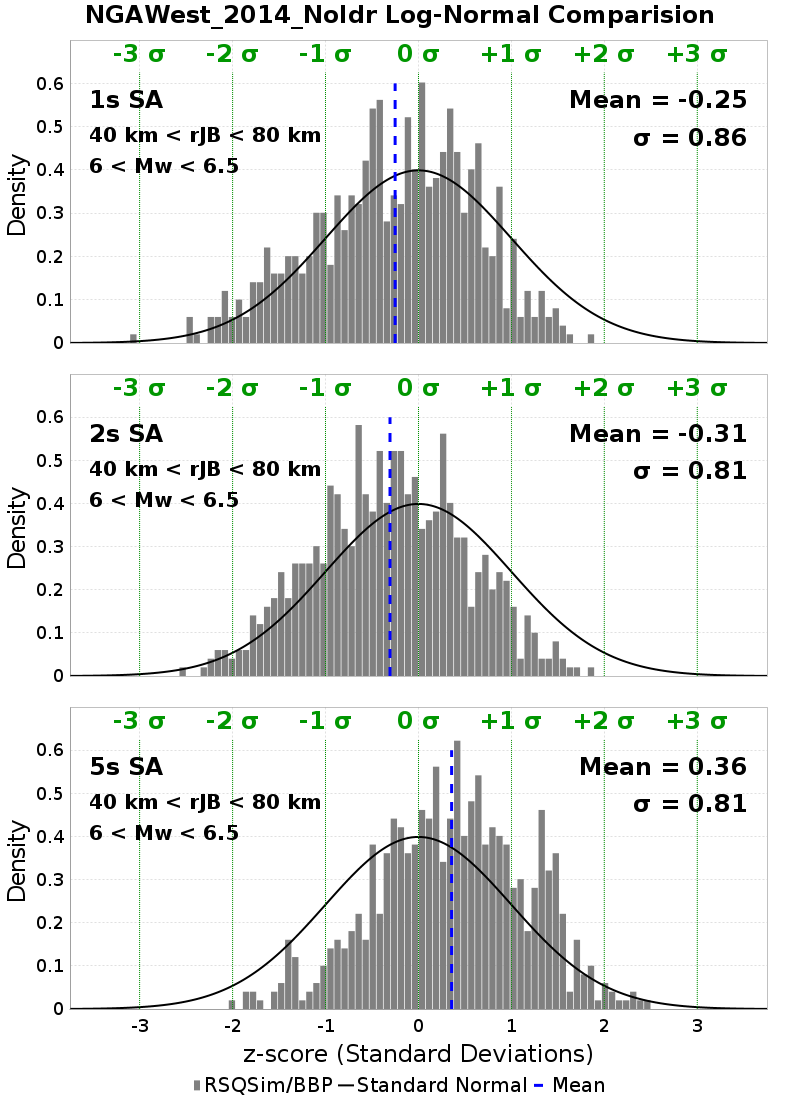 NGAWest_2014_NoIdr Log-Normal Comparision
-3 σ -2 σ -1 σ 0 σ +1 σ +2 σ +3 σ
1s SA
Mean = -0.25
40 km < rJB < 80 km
σ = 0.86
6 < Mw < 6.5
Density
0.6
0.5
0.4
0.3
0.2
0.1
0
-3 σ -2 σ -1 σ 0 σ +1 σ +2 σ +3 σ
2s SA
Mean = -0.31
40 km < rJB < 80 km
σ = 0.81
6 < Mw < 6.5
Density
0.6
0.5
0.4
0.3
0.2
0.1
0
-3 σ -2 σ -1 σ 0 σ +1 σ +2 σ +3 σ
5s SA
Mean = 0.36
40 km < rJB < 80 km
σ = 0.81
6 < Mw < 6.5
Density
0.6
0.5
0.4
0.3
0.2
0.1
0
-3 -2 -1 0 1 2 3
z-score (Standard Deviations)
RSQSim/BBP Standard Normal Mean